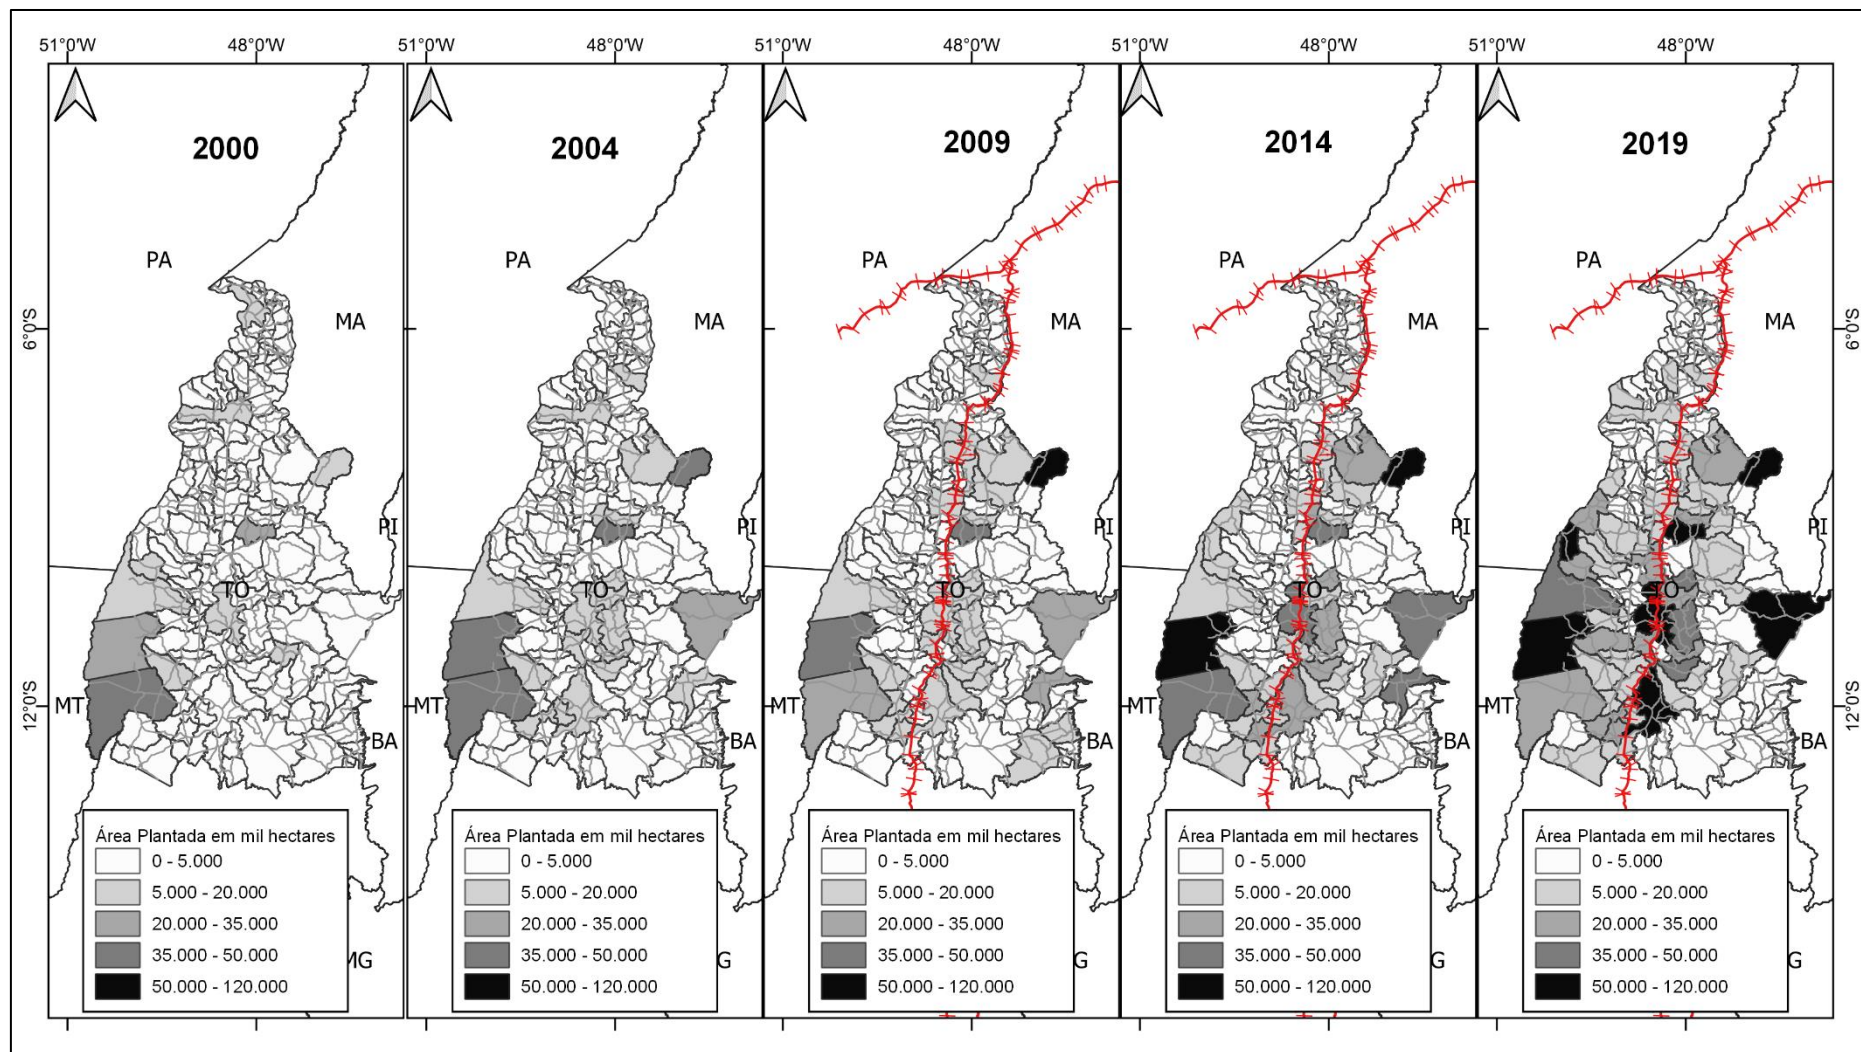 51°0'W 48°0'W 51°0'W 48°0'W 51°0'W 48°0'W 51°0'W 48°0'W 51°0'W 48°0'W
2000
2004
2009
2014
2019
PA PA PA PA PA
MA MA MA MA MA
6°0'S 6°0'S
PI PI PI PI PI
TO TO TO TO TO
MT MT MT MT MT
12°0'S 12°0'S
BA BA BA BA BA
Área Plantada em mil hectares
0 - 5.000
5.000 - 20.000
20.000 - 35.000
35.000 - 50.000
50.000 - 120.000
MG
Área Plantada em mil hectares
0 - 5.000
5.000 - 20.000
20.000 - 35.000
35.000 - 50.000
50.000 - 120.000
G
Área Plantada em mil hectares
0 - 5.000
5.000 - 20.000
20.000 - 35.000
35.000 - 50.000
50.000 - 120.000
G
Área Plantada em mil hectares
0 - 5.000
5.000 - 20.000
20.000 - 35.000
35.000 - 50.000
50.000 - 120.000
G
Área Plantada em mil hectares
0 - 5.000
5.000 - 20.000
20.000 - 35.000
35.000 - 50.000
50.000 - 120.000
G